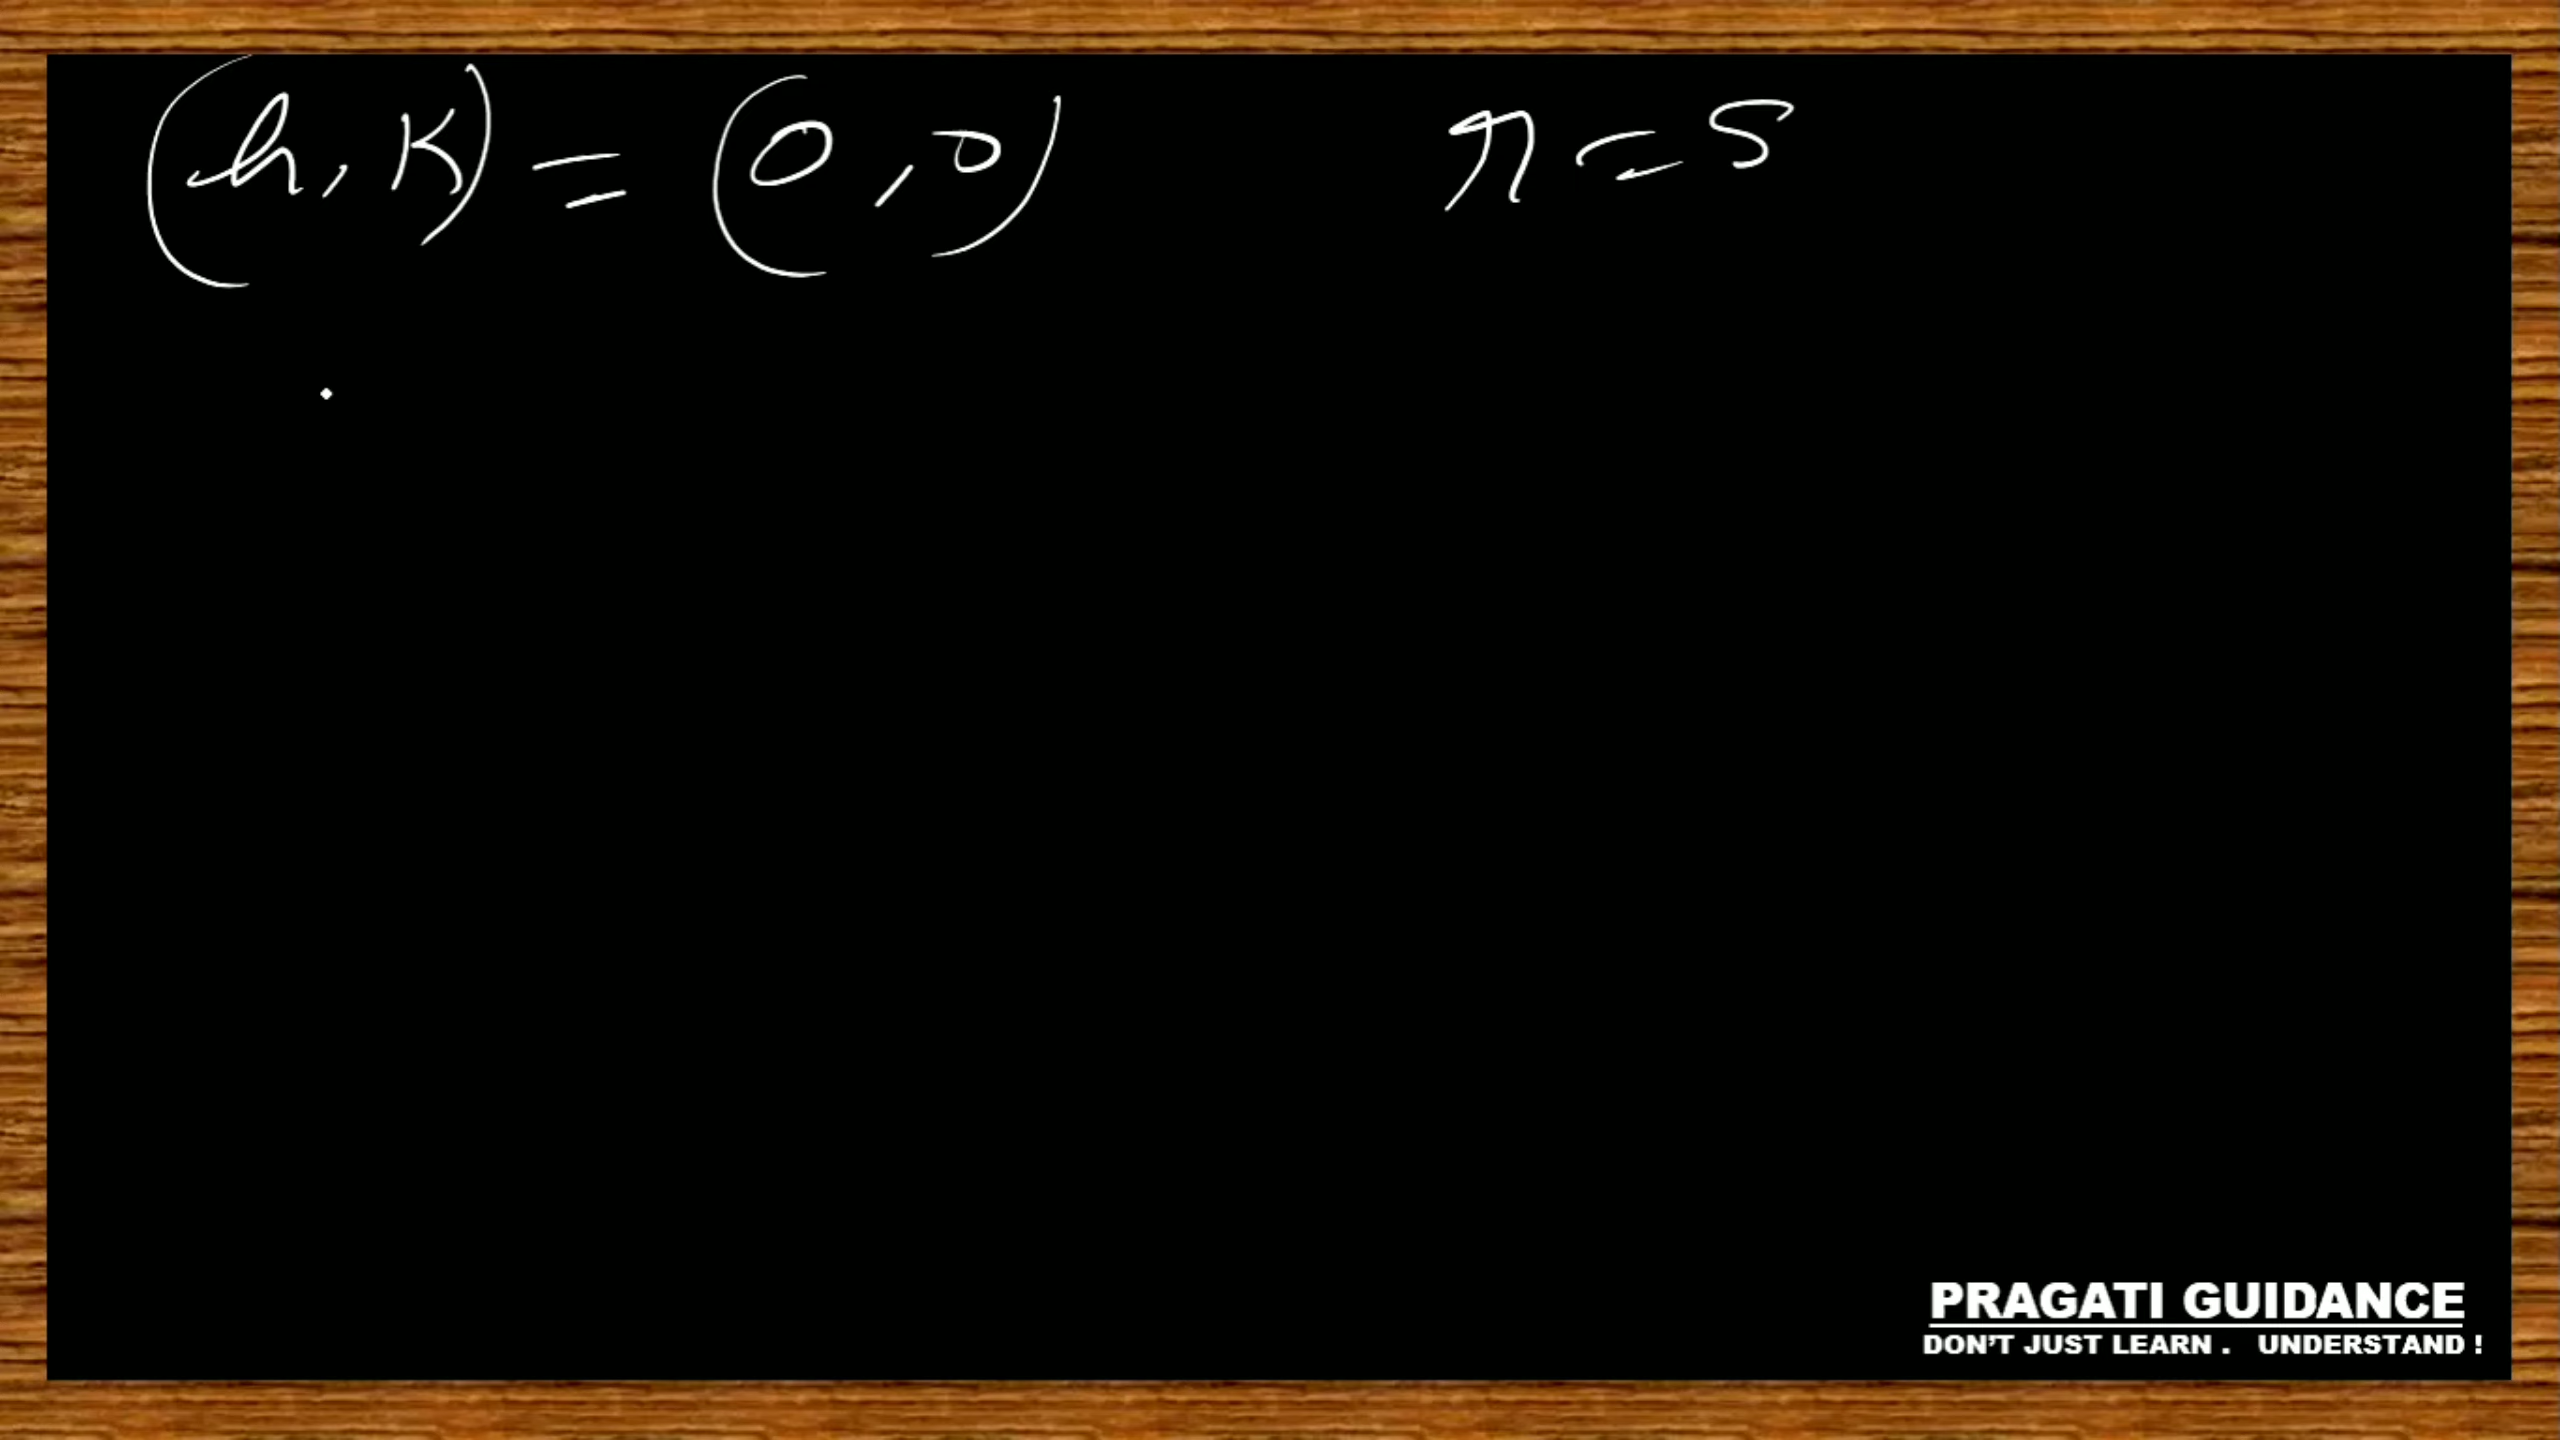 (h, K) = (0, 0) r = 5
PRAGATI GUIDANCE
DON'T JUST LEARN. UNDERSTAND!